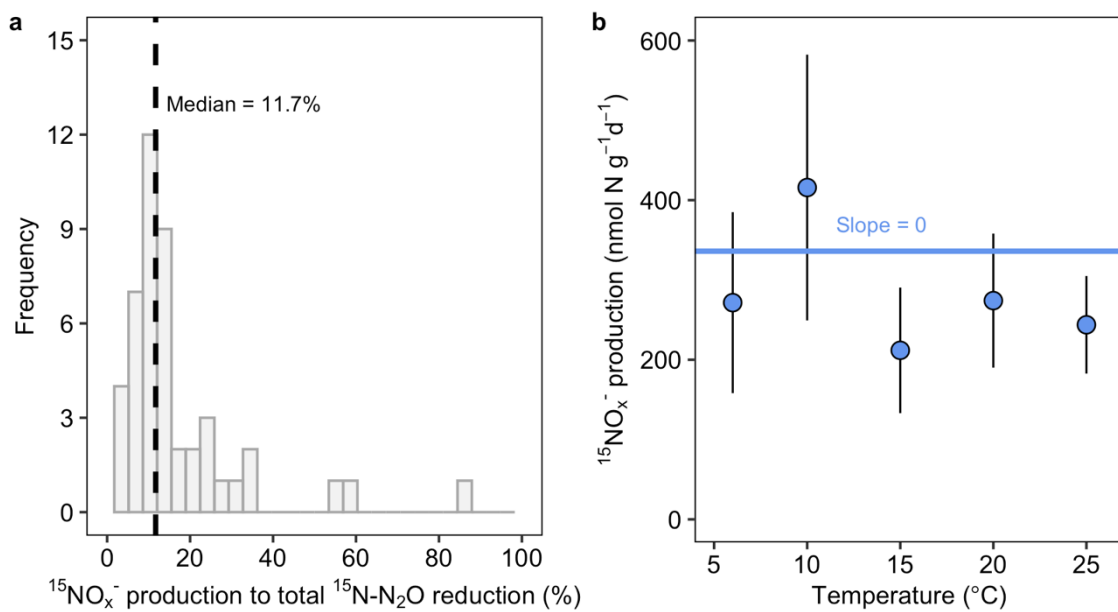 a
15
12
9
6
3
0
Frequency
Median = 11.7%
0 20 40 60 80 100
¹⁵NOₓ⁻ production to total ¹⁵N-N₂O reduction (%)
b
600
400
200
0
¹⁵NOₓ⁻ production (nmol N g⁻¹d⁻¹)
Slope = 0
5 10 15 20 25
Temperature (°C)